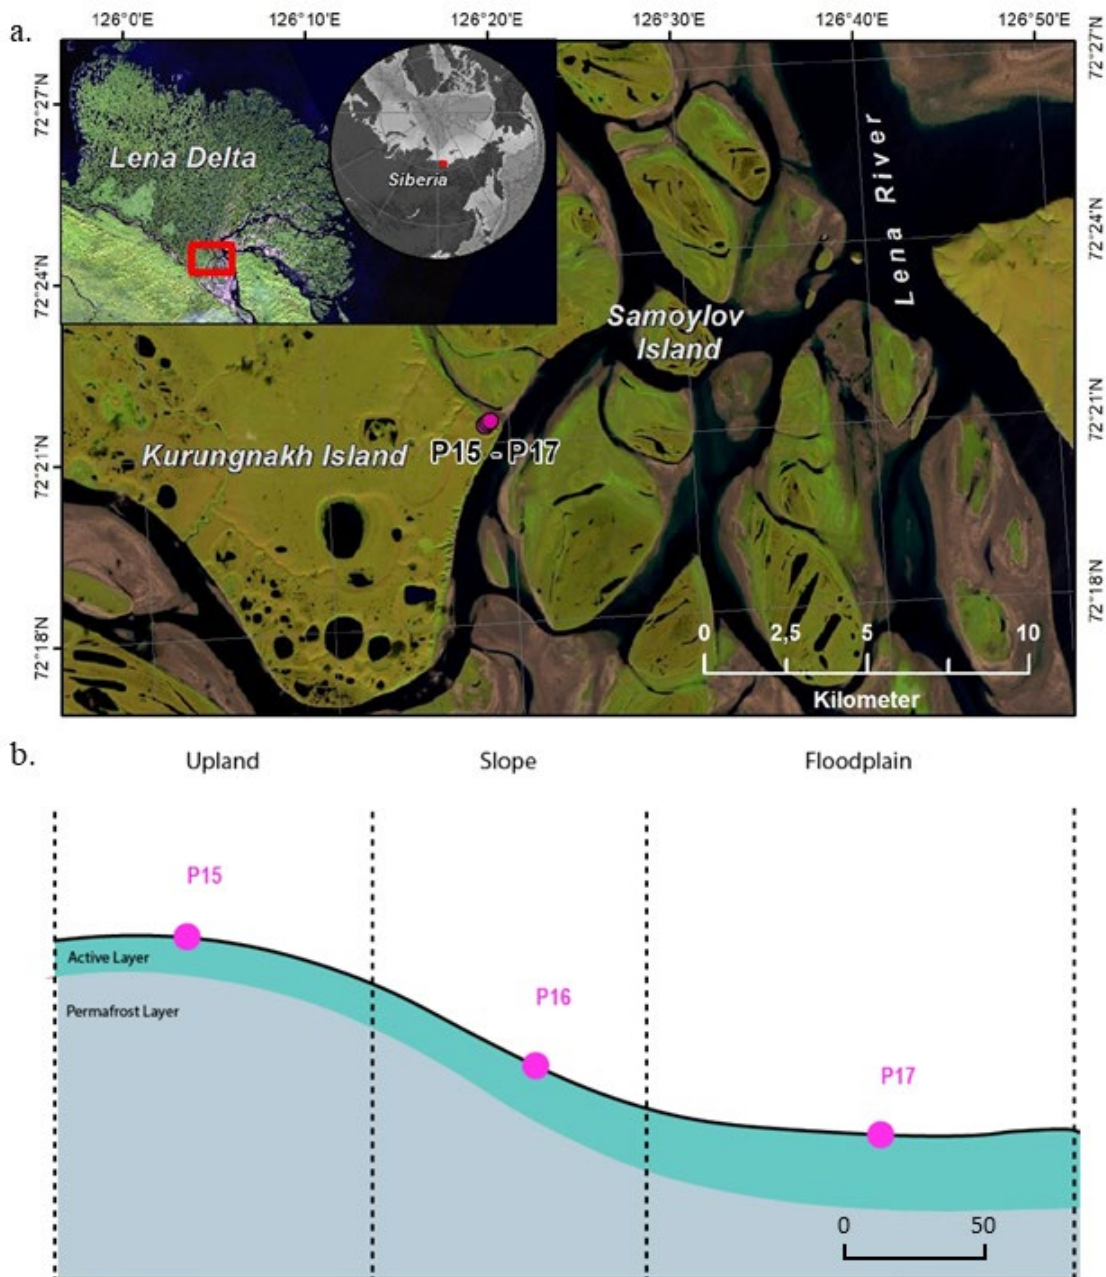 a.
126°0'E 126°10'E 126°20'E 126°30'E 126°40'E 126°50'E
72°27'N
72°24'N
72°21'N
72°18'N
72°27'N
72°24'N
72°21'N
72°18'N
Lena Delta
Siberia
Lena River
Samoylov
Island
Kurungnakh Island
P15 - P17
0 2,5 5 10
Kilometer
b.
Upland Slope Floodplain
P15
Active Layer
Permafrost Layer
P16
P17
0 50